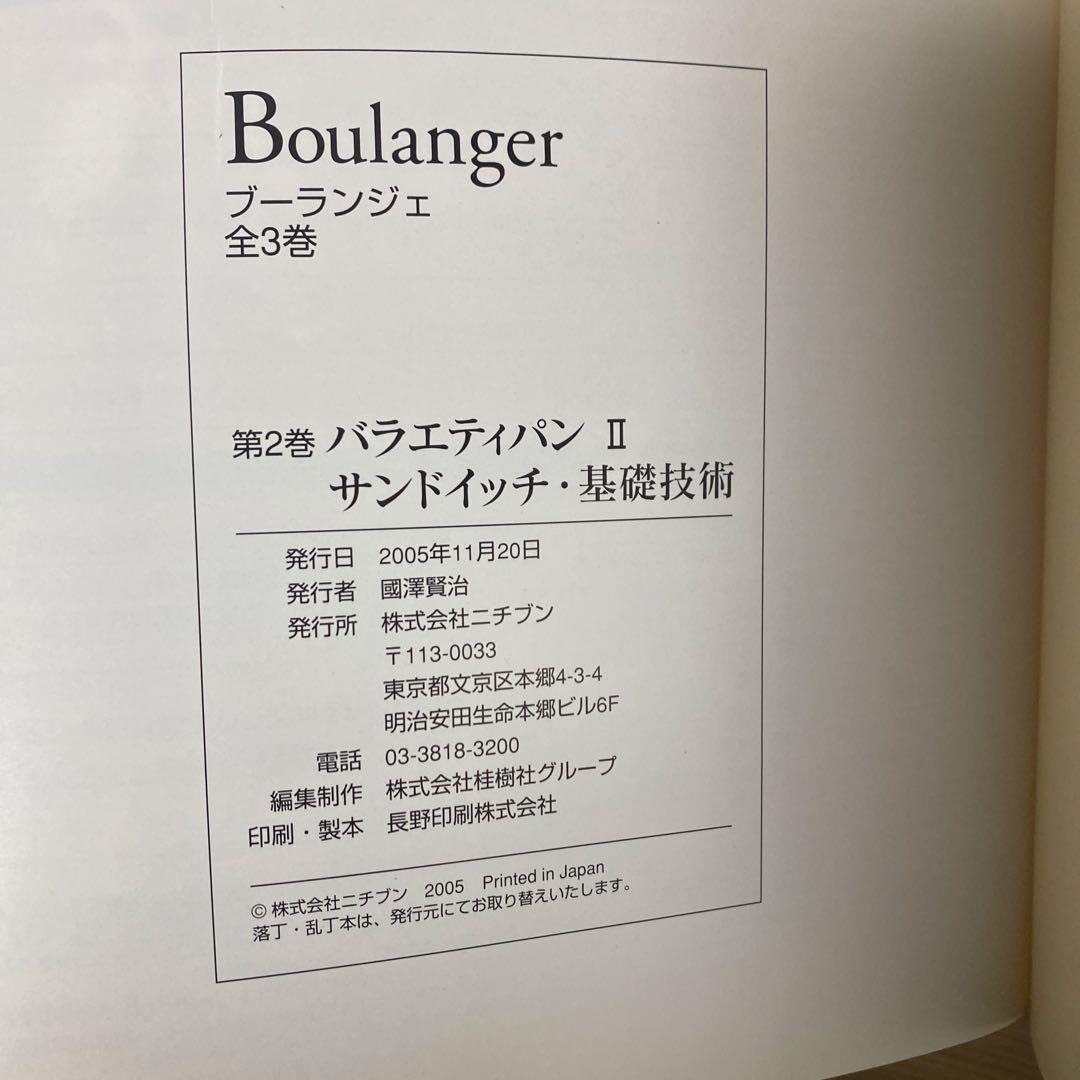 Boulanger
ブーランジェ
全3巻
第2巻 バラエティパン Ⅱ
サンドイッチ・基礎技術
発行日 2005年11月20日
発行者 國澤賢治
発行所 株式会社ニチブン
〒113-0033
東京都文京区本郷4-3-4
明治安田生命本郷ビル6F
電話 03-3818-3200
編集制作 株式会社桂樹社グループ
印刷・製本 長野印刷株式会社
© 株式会社ニチブン 2005 Printed in Japan
落丁・乱丁本は、発行元にてお取り替えいたします。